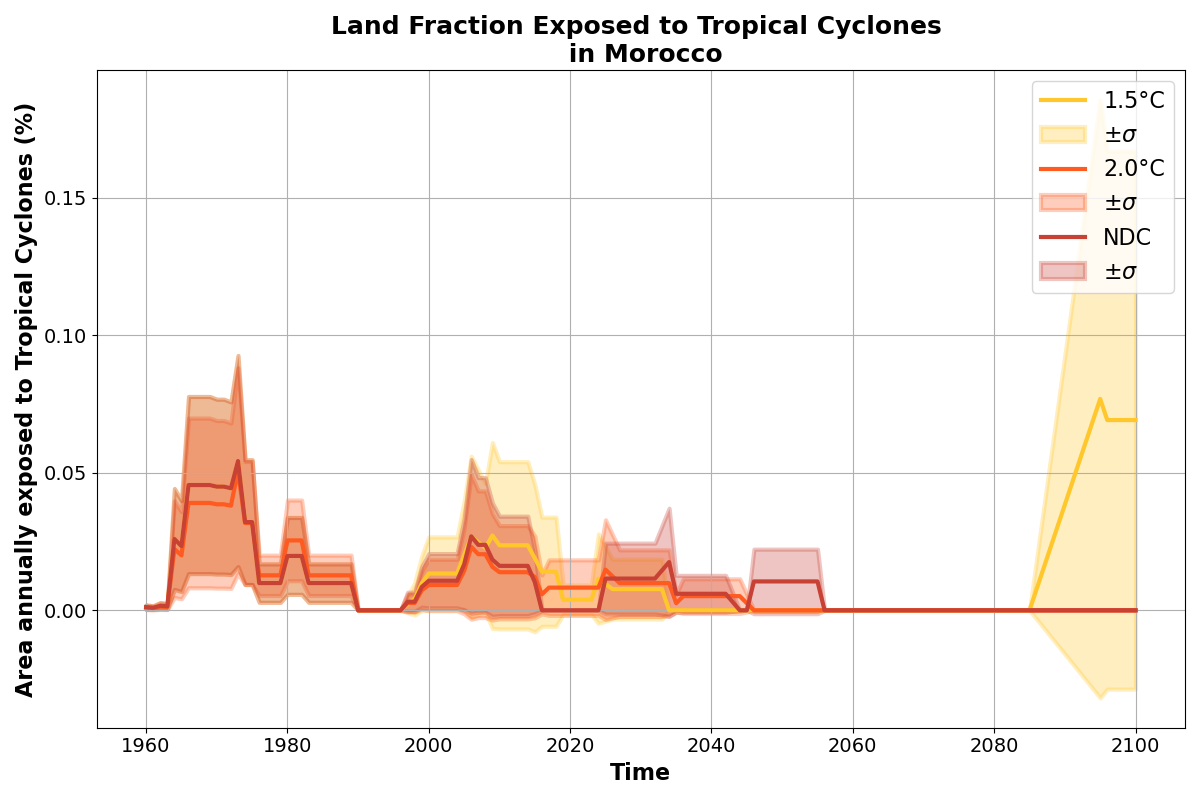 Land Fraction Exposed to Tropical Cyclones
in Morocco
Area annually exposed to Tropical Cyclones (%)
0.15
0.10
0.05
0.00
1960
1980
2000
2020
2040
2060
2080
2100
Time
1.5°C
±σ
2.0°C
±σ
NDC
±σ